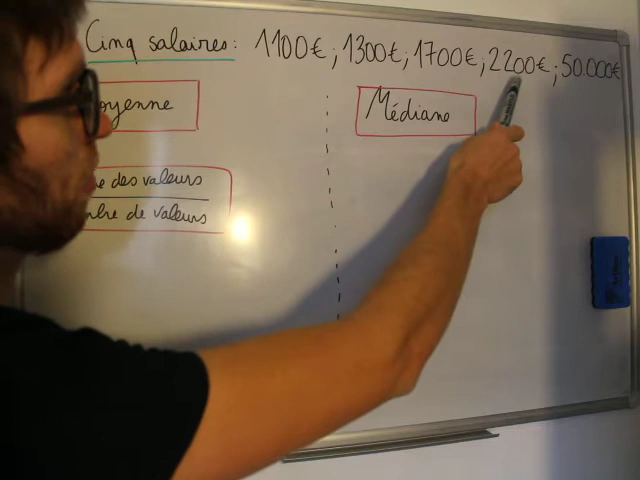 Cinq salaires: 1100€ ; 1300€ ; 1700€ ; 2200€ ; 50.000€
oyenne
Médiane
des valeurs
bre de valeurs